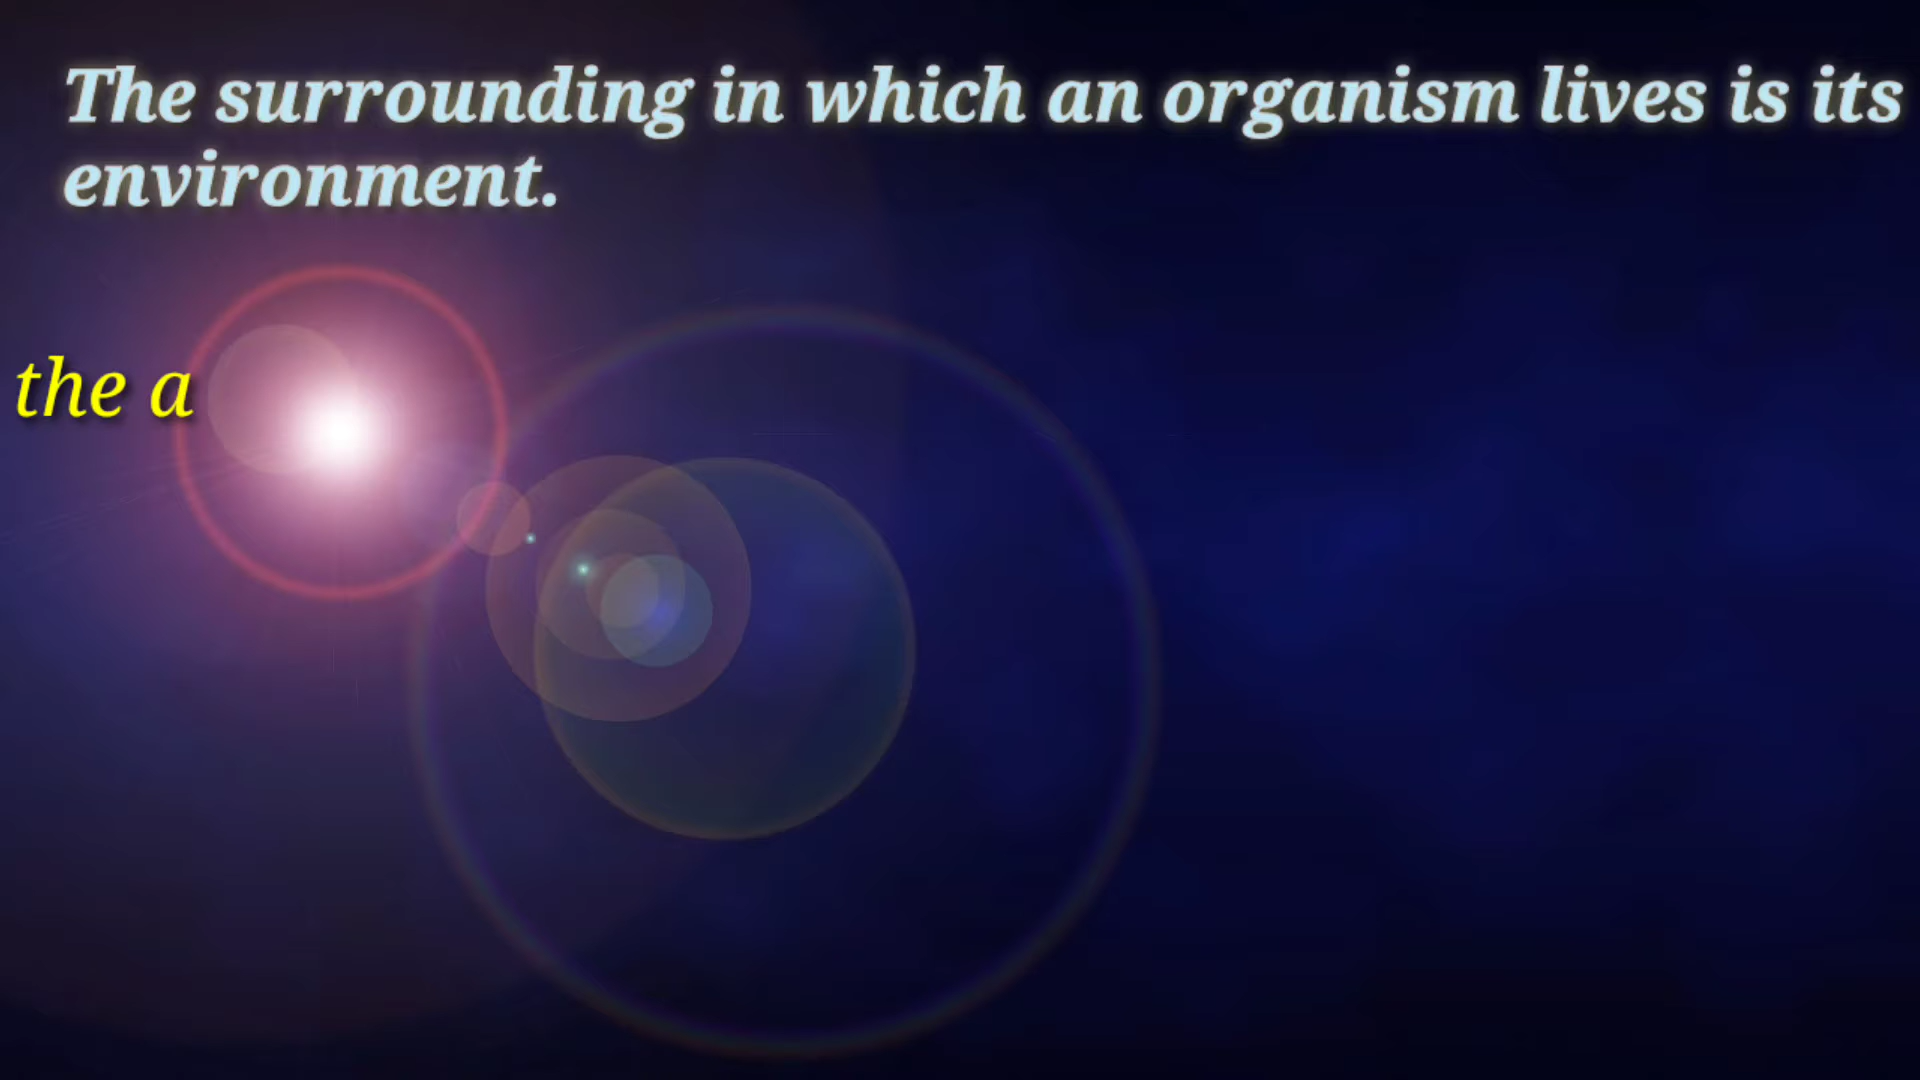 The surrounding in which an organism lives is its
environment.
the a